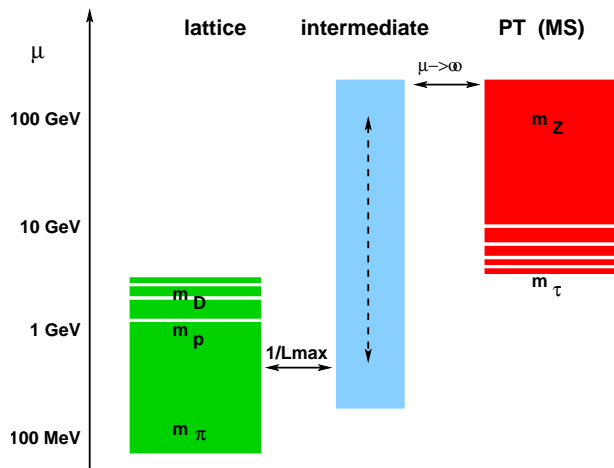 lattice intermediate PT (MS)
μ
μ−>∞
100 GeV
m Z
10 GeV
m D
m τ
1 GeV
m p
1/Lmax
m π
100 MeV